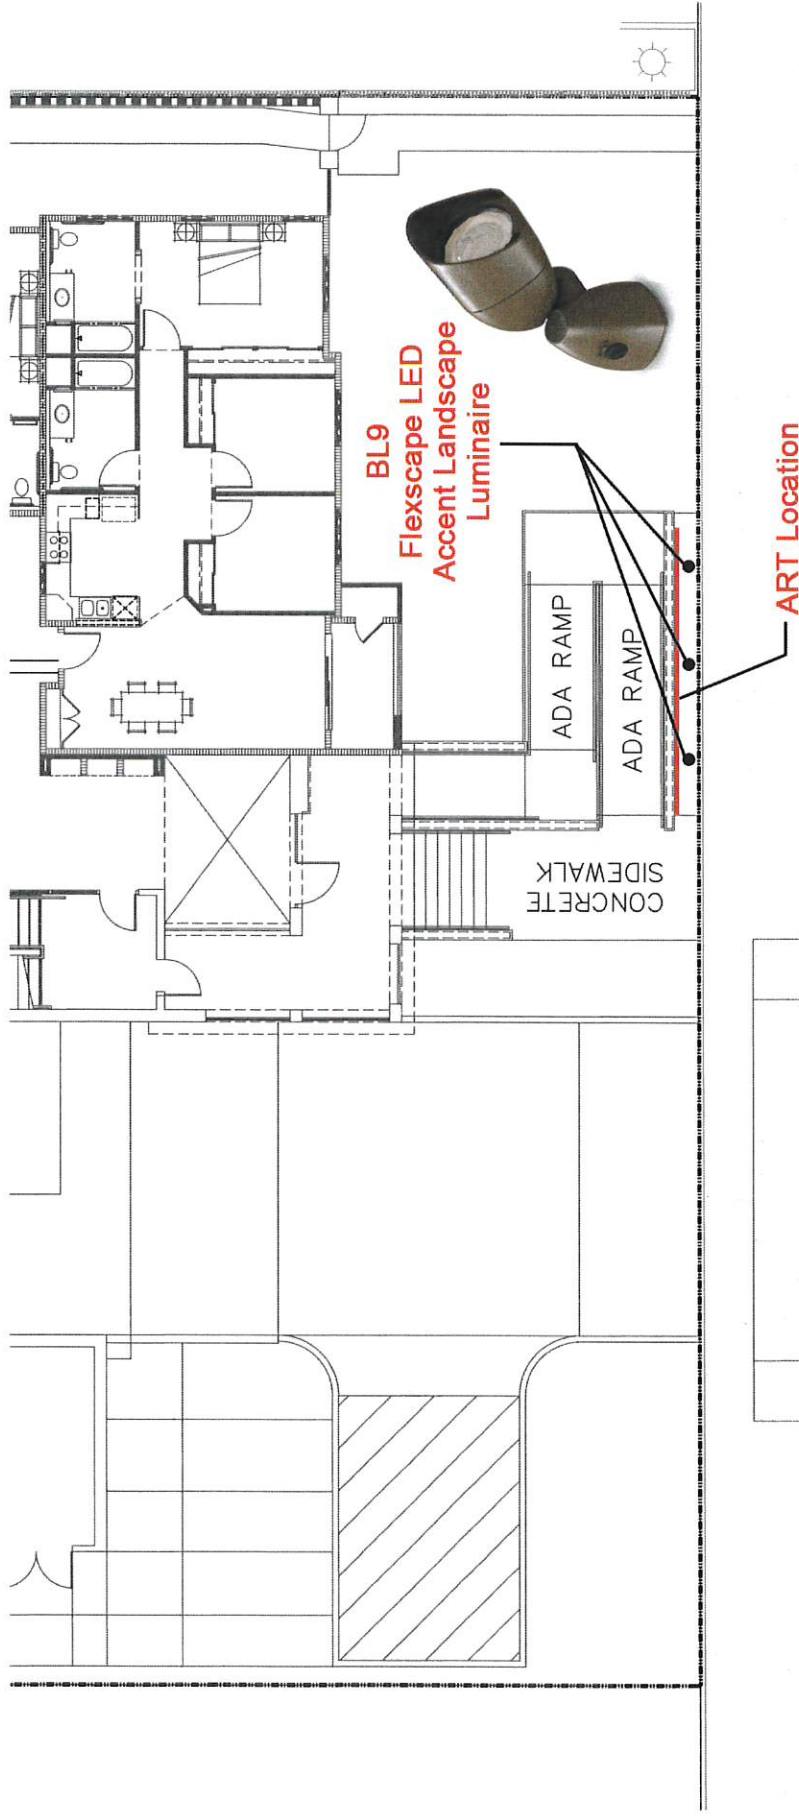 BL9
Flexscape LED
Accent Landscape
Luminaire
ADA RAMP
ADA RAMP
CONCRETE
SIDEWALK
ART Location